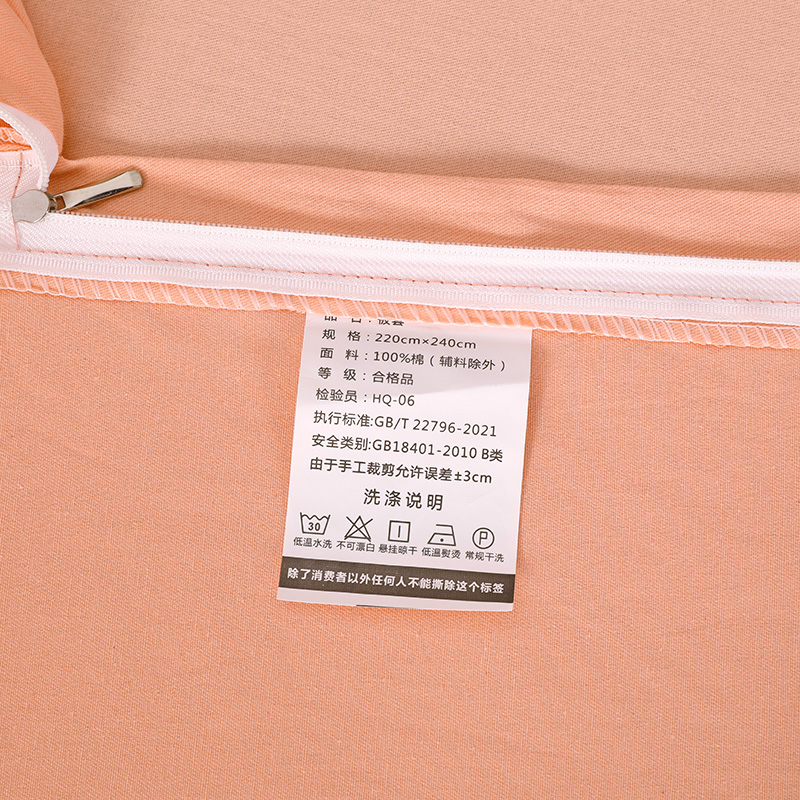 品 名：被套
规 格：220cm×240cm
面 料：100%棉（辅料除外）
等 级：合格品
检验员：HQ-06
执行标准:GB/T 22796-2021
安全类别:GB18401-2010 B类
由于手工裁剪允许误差±3cm
洗涤说明
30
P
低温水洗 不可漂白 悬挂晾干 低温熨烫 常规干洗
除了消费者以外任何人不能撕除这个标签